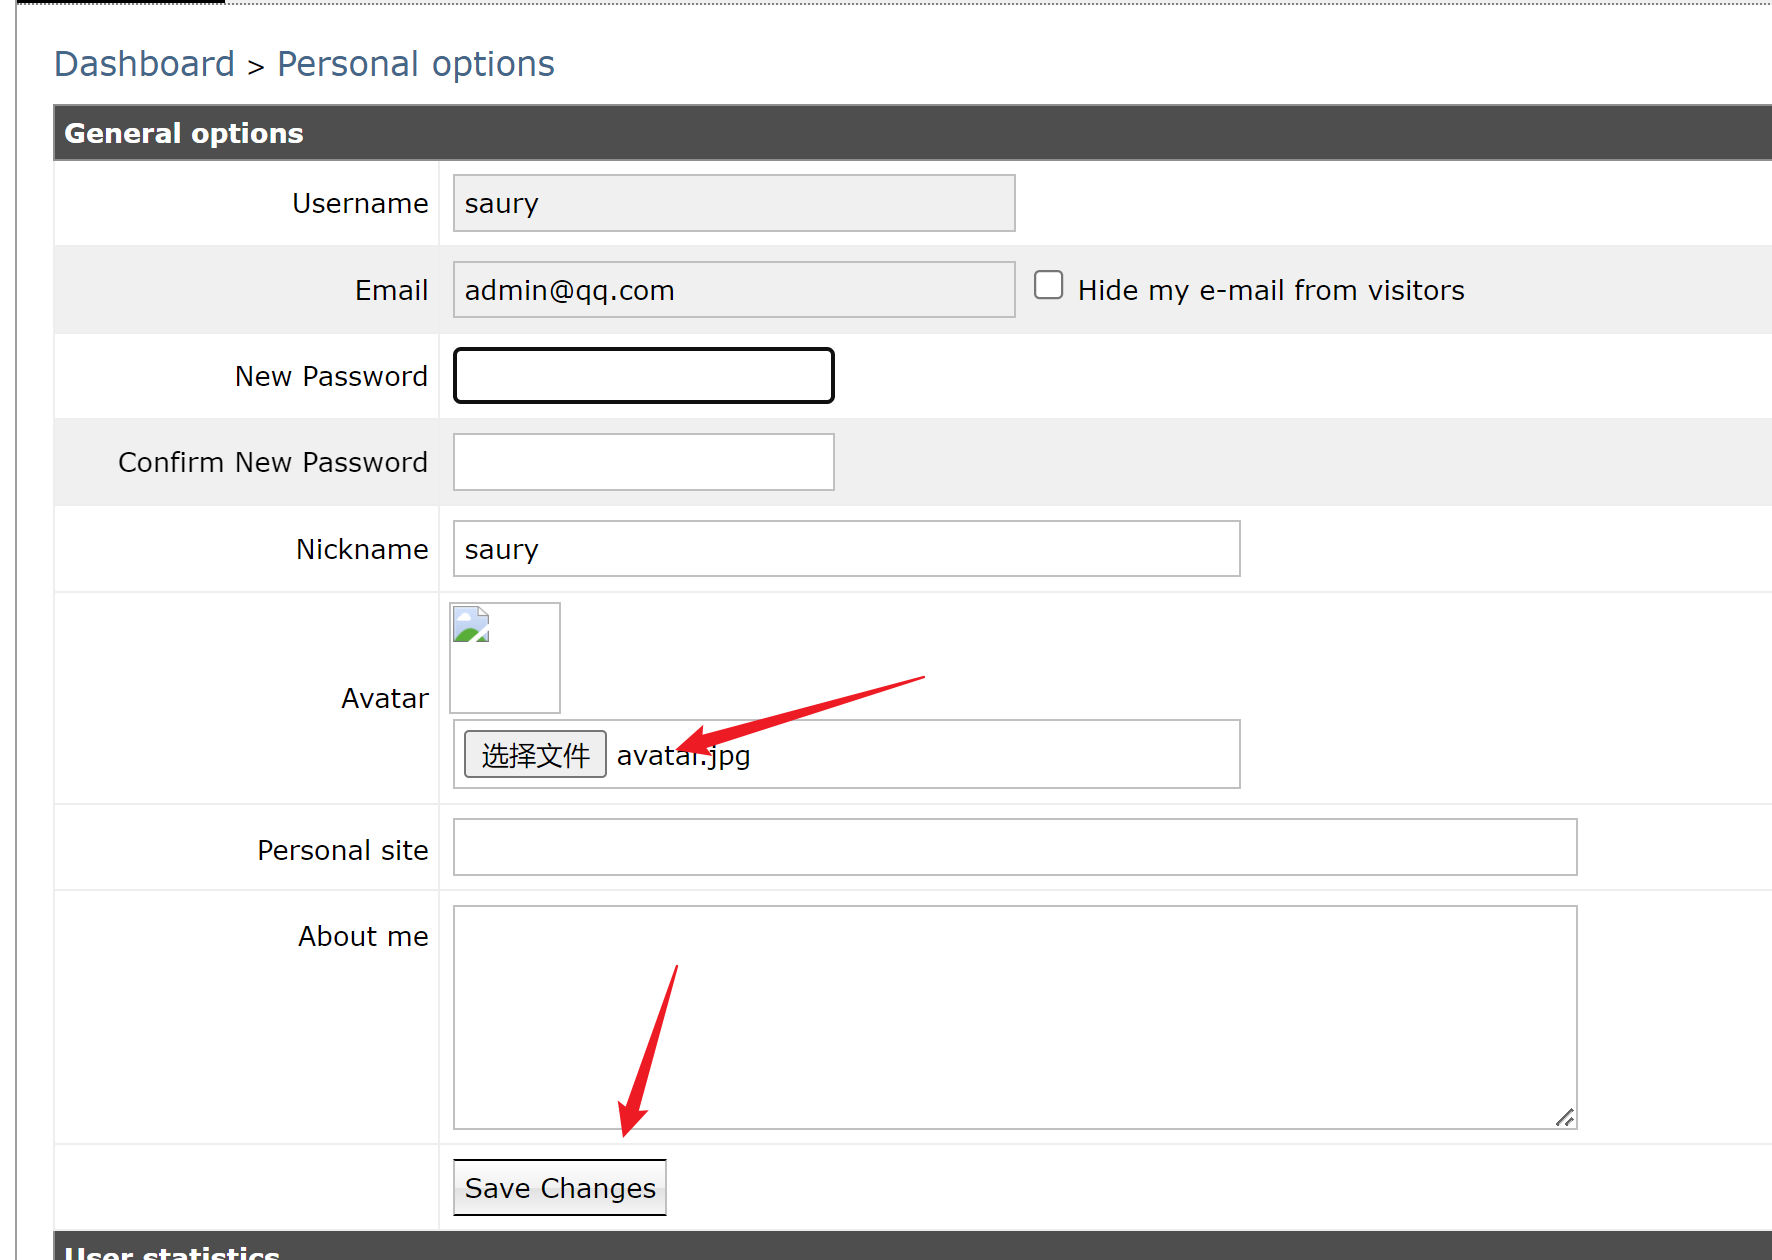 Dashboard > Personal options
General options
Username saury
Email admin@qq.com Hide my e-mail from visitors
New Password
Confirm New Password
Nickname saury
Avatar
选择文件 avatar.jpg
Personal site
About me
Save Changes
User statistics